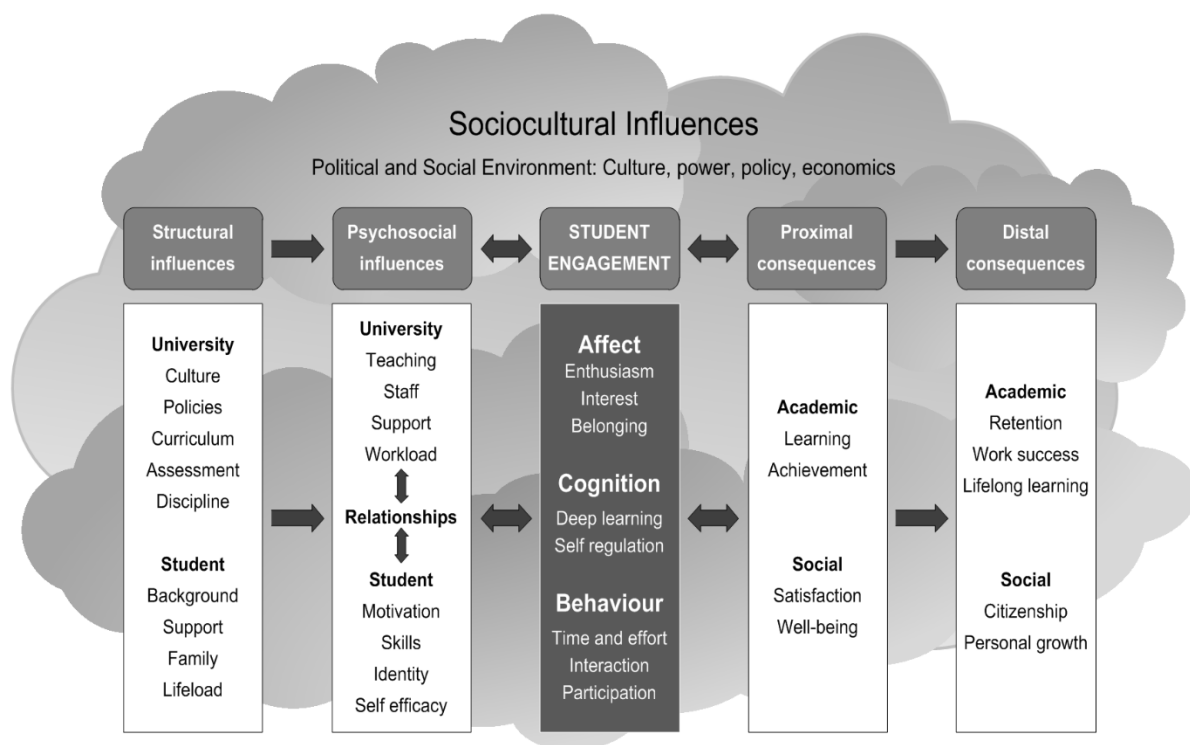 Sociocultural Influences
Political and Social Environment: Culture, power, policy, economics
Structural
influences
Psychosocial
influences
STUDENT
ENGAGEMENT
Proximal
consequences
Distal
consequences
University
Culture
Policies
Curriculum
Assessment
Discipline
Student
Background
Support
Family
Lifeload
University
Teaching
Staff
Support
Workload
Relationships
Student
Motivation
Skills
Identity
Self efficacy
Affect
Enthusiasm
Interest
Belonging
Cognition
Deep learning
Self regulation
Behaviour
Time and effort
Interaction
Participation
Academic
Learning
Achievement
Social
Satisfaction
Well-being
Academic
Retention
Work success
Lifelong learning
Social
Citizenship
Personal growth